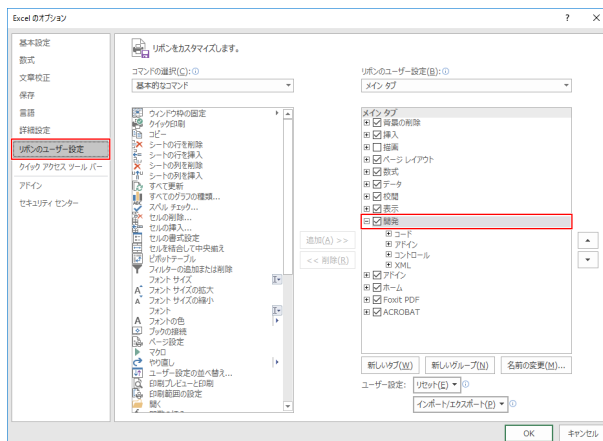 Excel のオプション
?
×
基本設定
数式
文章校正
保存
言語
詳細設定
リボンのユーザー設定
クイック アクセス ツール バー
アドイン
セキュリティ センター
リボンをカスタマイズします。
コマンドの選択(C):
基本的なコマンド
ウィンドウ枠の固定
クイック印刷
コピー
シートの行を削除
シートの行を挿入
シートの列を削除
シートの列を挿入
すべて更新
すべてのグラフの種類...
スペル チェック...
セルの削除...
セルの挿入...
セルの書式設定
セルを結合して中央揃え
ピボットテーブル
フィルターの追加または削除
フォント サイズ
フォント サイズの拡大
フォント サイズの縮小
フォント
フォントの色
ブックの接続
ページ設定
マクロ
やり直し
ユーザー設定の並べ替え...
印刷プレビューと印刷
印刷範囲の設定
開く
追加(A) >>
<< 削除(R)
リボンのユーザー設定(B):
メイン タブ
メイン タブ
背景の削除
挿入
描画
ページ レイアウト
数式
データ
校閲
表示
開発
コード
アドイン
コントロール
XML
アドイン
ホーム
Foxit PDF
ACROBAT
新しいタブ(W)
新しいグループ(N)
名前の変更(M)...
ユーザー設定:
リセット(E)
インポート/エクスポート(P)
OK
キャンセル